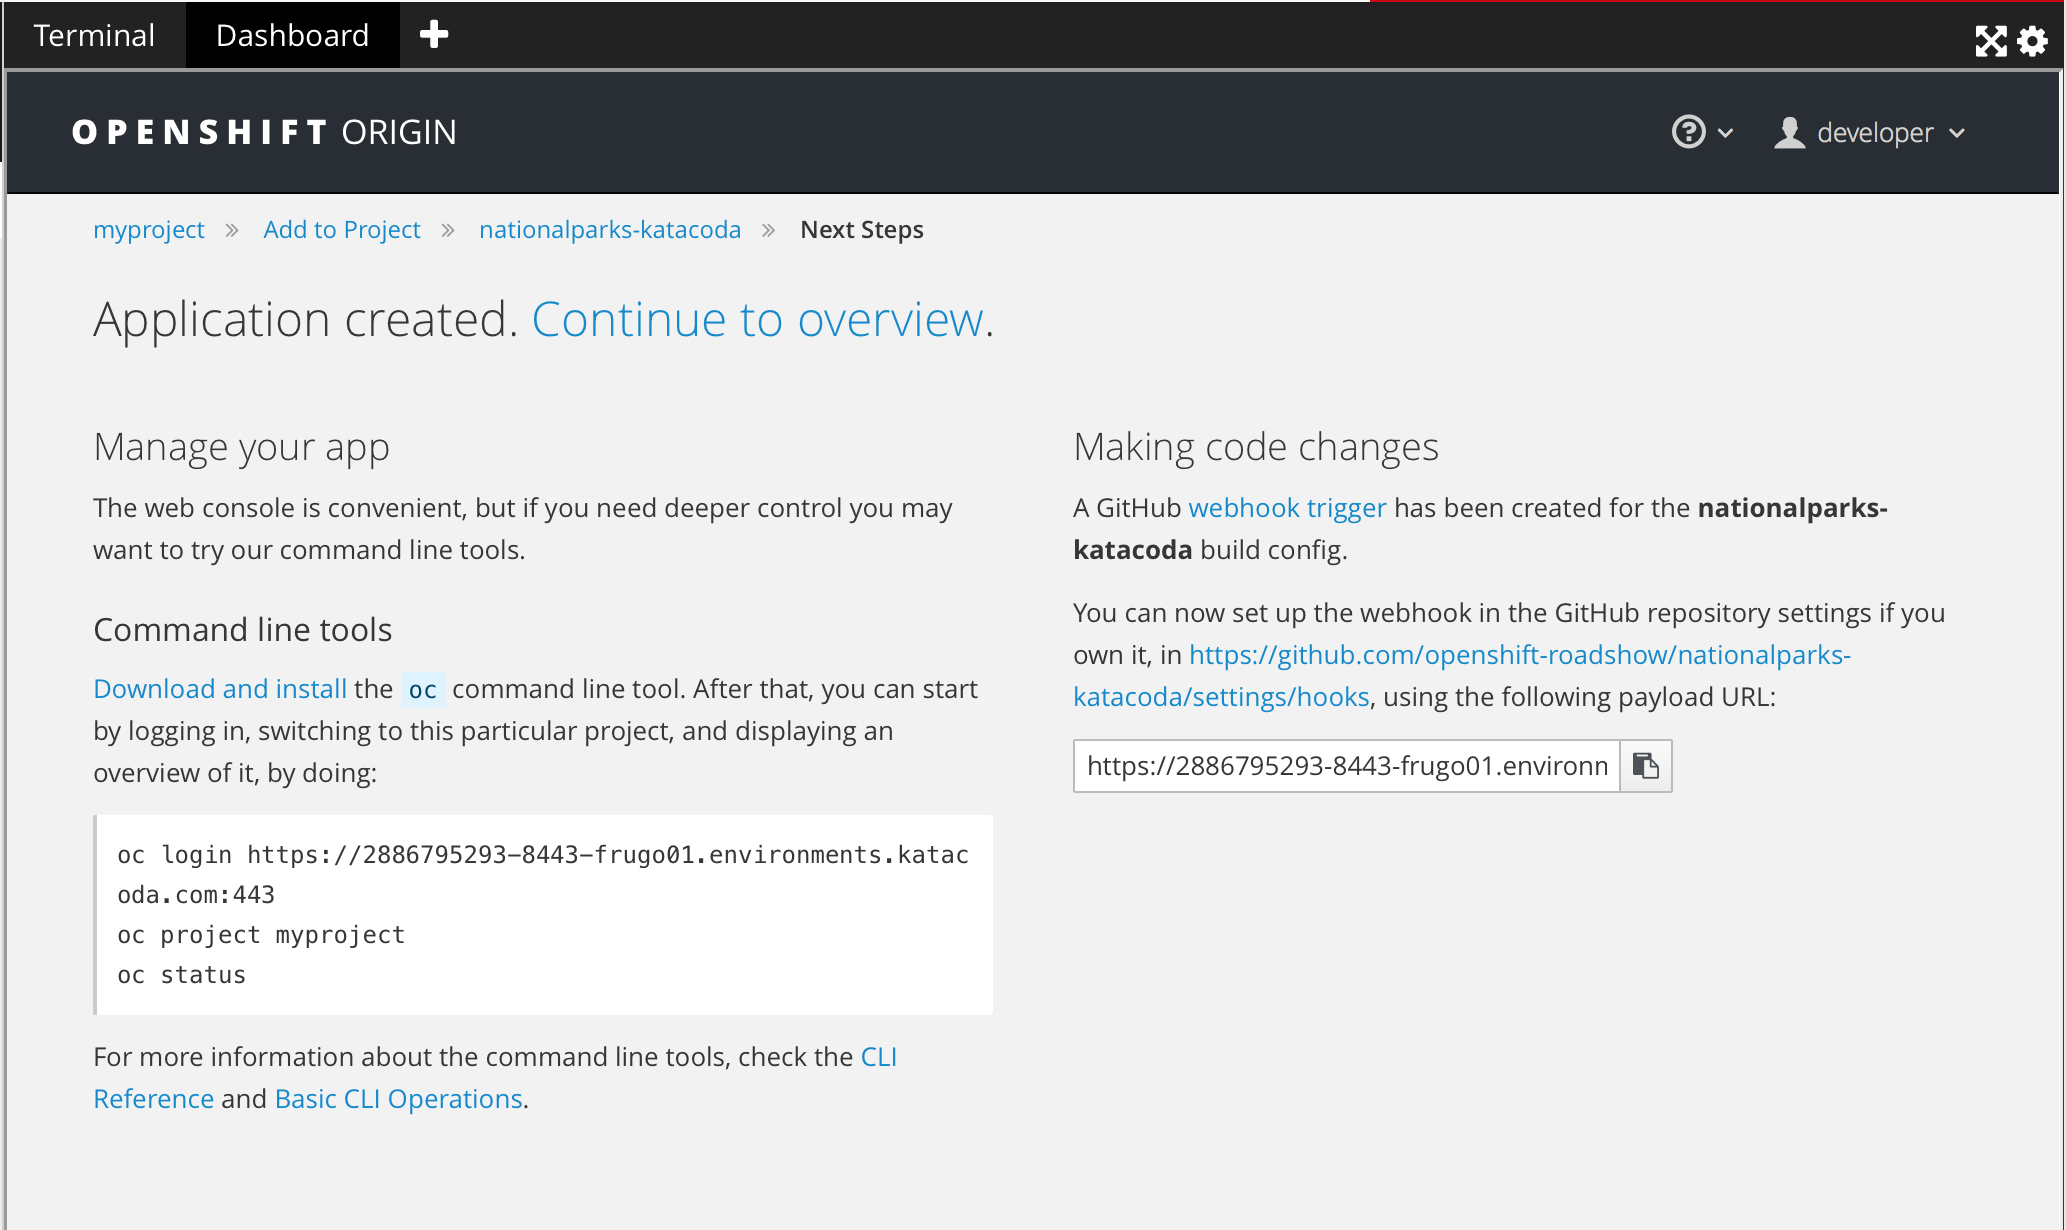 Terminal Dashboard
OPENSHIFT ORIGIN developer
myproject » Add to Project » nationalparks-katacoda » Next Steps
Application created. Continue to overview.
Manage your app
The web console is convenient, but if you need deeper control you may
want to try our command line tools.
Command line tools
Download and install the oc command line tool. After that, you can start
by logging in, switching to this particular project, and displaying an
overview of it, by doing:
oc login https://2886795293-8443-frugo01.environments.katac
oda.com:443
oc project myproject
oc status
For more information about the command line tools, check the CLI
Reference and Basic CLI Operations.
Making code changes
A GitHub webhook trigger has been created for the nationalparks-
katacoda build config.
You can now set up the webhook in the GitHub repository settings if you
own it, in https://github.com/openshift-roadshow/nationalparks-
katacoda/settings/hooks, using the following payload URL:
https://2886795293-8443-frugo01.environn